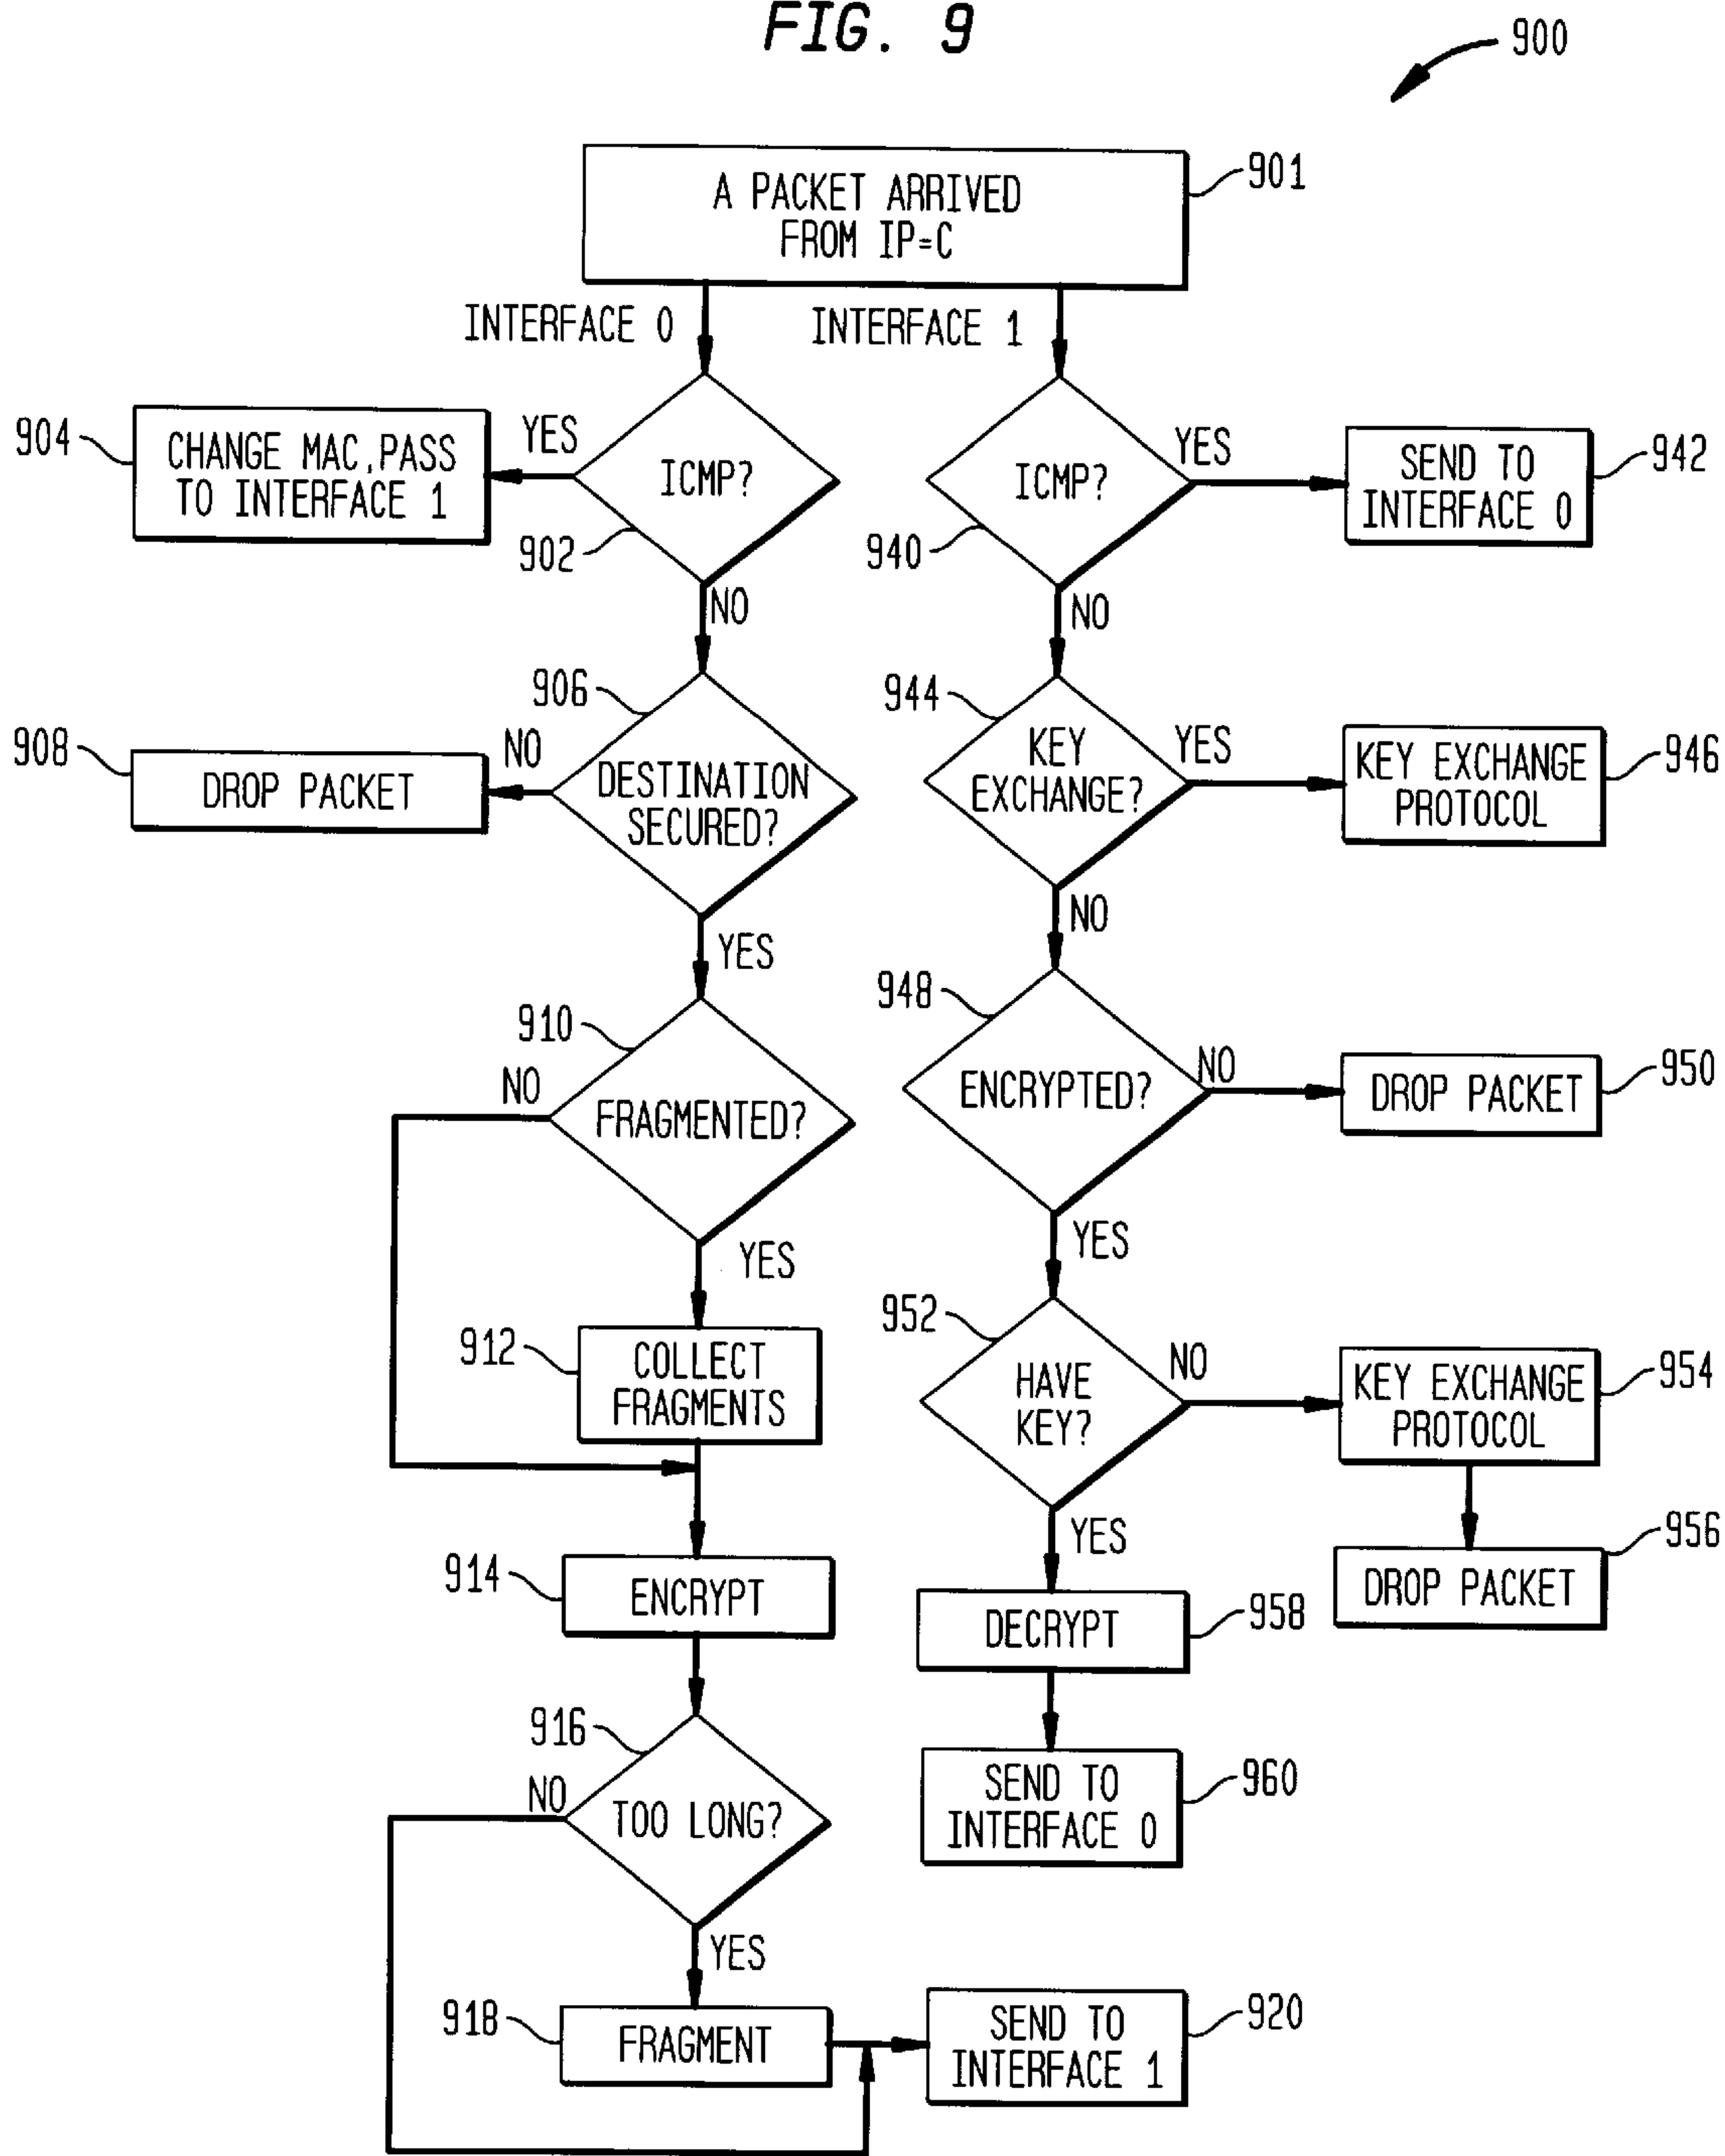 FIG. 9
900
A PACKET ARRIVED
FROM IP=C
901
INTERFACE 0
INTERFACE 1
904
CHANGE MAC, PASS
TO INTERFACE 1
YES
ICMP?
902
NO
ICMP?
940
YES
SEND TO
INTERFACE 0
942
NO
906
908
DROP PACKET
NO
DESTINATION
SECURED?
YES
944
KEY
EXCHANGE?
YES
KEY EXCHANGE
PROTOCOL
946
NO
910
NO
FRAGMENTED?
YES
948
ENCRYPTED?
NO
DROP PACKET
950
YES
912
COLLECT
FRAGMENTS
952
HAVE
KEY?
NO
KEY EXCHANGE
PROTOCOL
954
YES
DROP PACKET
956
914
ENCRYPT
DECRYPT
958
916
NO
TOO LONG?
YES
SEND TO
INTERFACE 0
960
918
FRAGMENT
SEND TO
INTERFACE 1
920